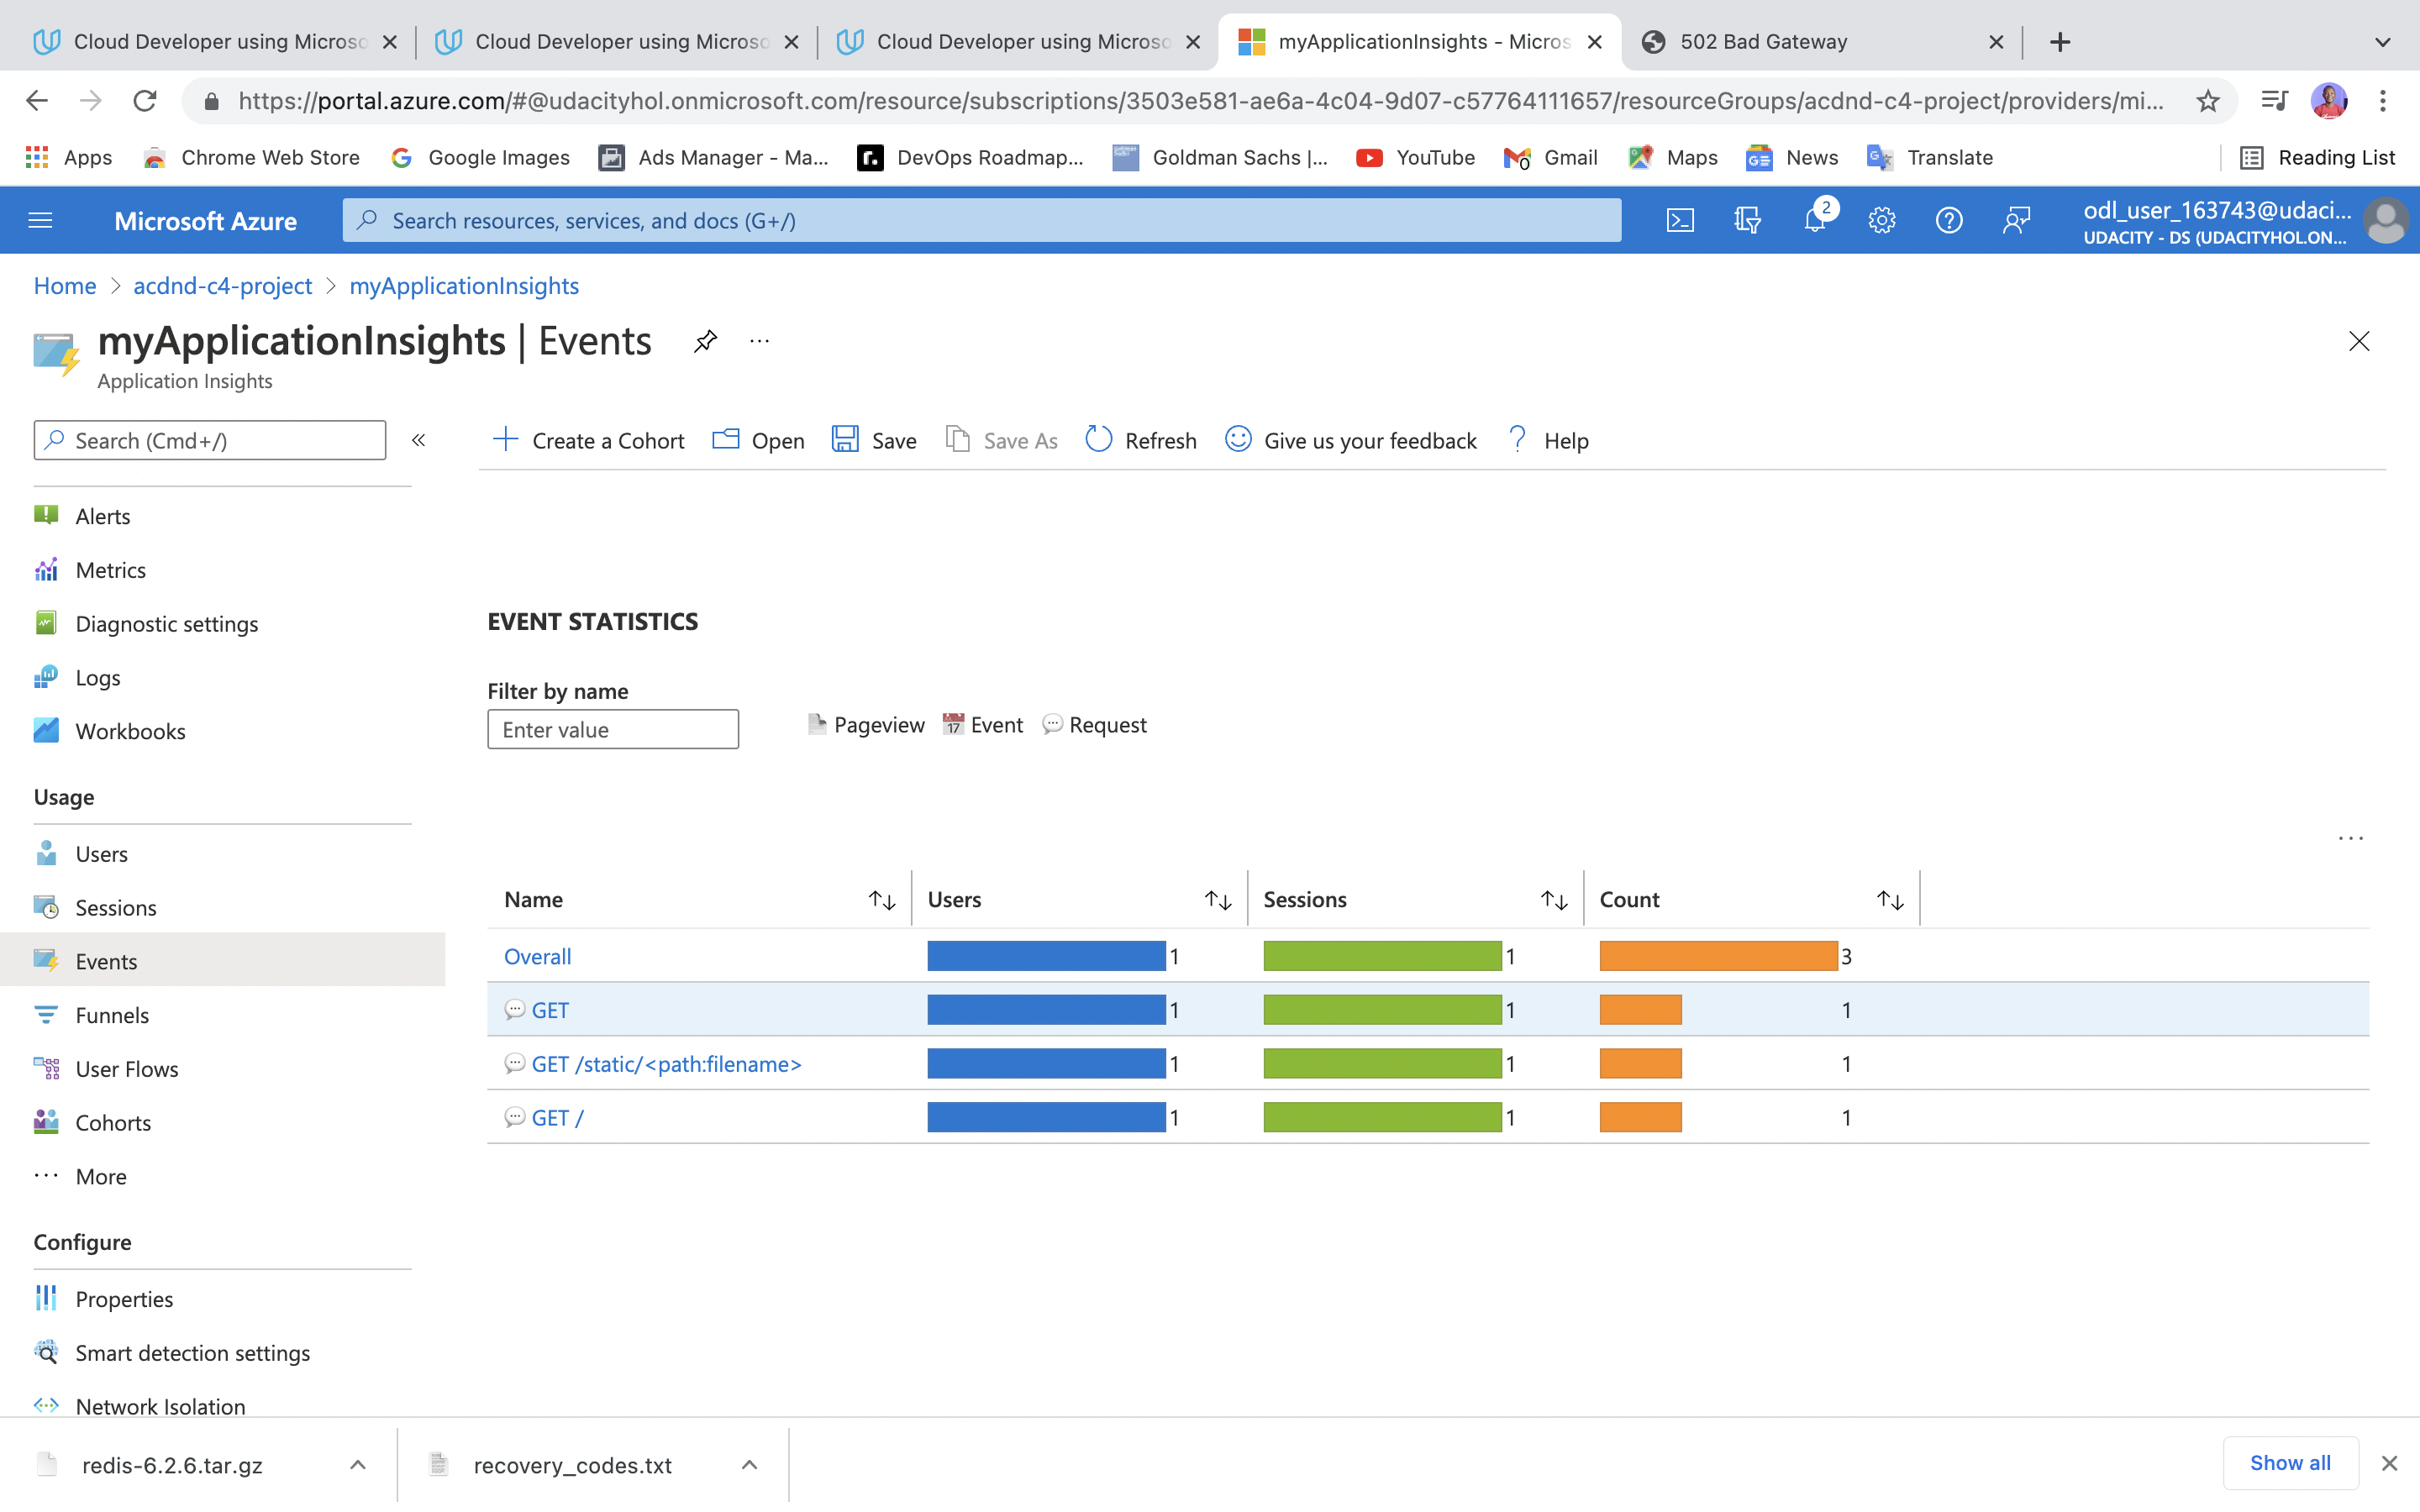 Cloud Developer using Microso
Cloud Developer using Microso
Cloud Developer using Microso
myApplicationInsights - Micros
502 Bad Gateway
https://portal.azure.com/#@udacityhol.onmicrosoft.com/resource/subscriptions/3503e581-ae6a-4c04-9d07-c57764111657/resourceGroups/acdnd-c4-project/providers/mi...
Apps
Chrome Web Store
Google Images
Ads Manager - Ma...
DevOps Roadmap...
Goldman Sachs |...
YouTube
Gmail
Maps
News
Translate
Reading List
Microsoft Azure
Search resources, services, and docs (G+/)
2
odl_user_163743@udaci...
UDACITY - DS (UDACITYHOL.ON...
Home > acdnd-c4-project > myApplicationInsights
myApplicationInsights | Events
Application Insights
Search (Cmd+/)
Create a Cohort
Open
Save
Save As
Refresh
Give us your feedback
Help
Alerts
Metrics
Diagnostic settings
Logs
Workbooks
Usage
Users
Sessions
Events
Funnels
User Flows
Cohorts
More
Configure
Properties
Smart detection settings
Network Isolation
EVENT STATISTICS
Filter by name
Enter value
Pageview
17 Event
Request
Name Users Sessions Count
Overall 1 1 3
GET 1 1 1
GET /static/<path:filename> 1 1 1
GET / 1 1 1
redis-6.2.6.tar.gz
recovery_codes.txt
Show all